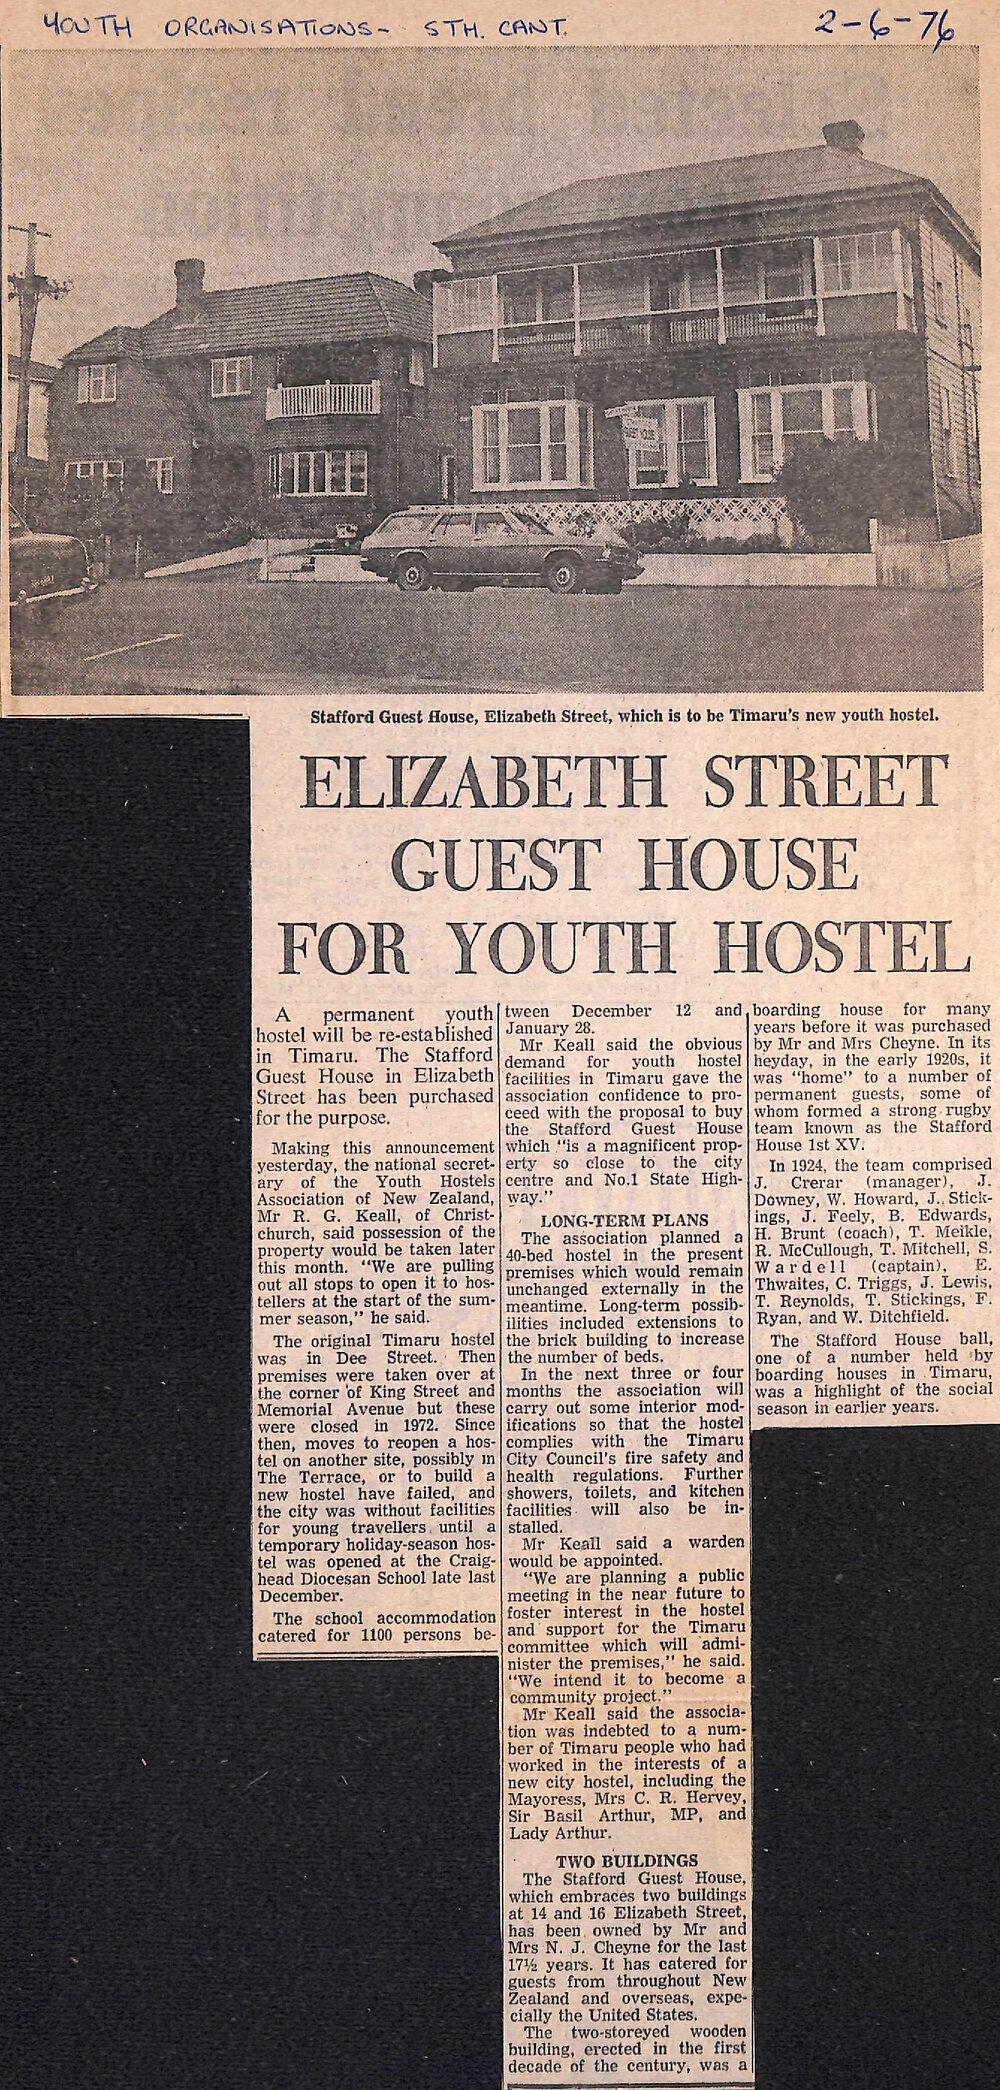 YOUTH ORGANISATIONS- STH. CANT.
2-6-76
GUEST HOUSE
Stafford Guest House, Elizabeth Street, which is to be Timaru's new youth hostel.
ELIZABETH STREET
GUEST HOUSE
FOR YOUTH HOSTEL
A permanent youth
hostel will be re-established
in Timaru. The Stafford
Guest House in Elizabeth
Street has been purchased
for the purpose.
Making this announcement
yesterday, the national secret-
ary of the Youth Hostels
Association of New Zealand,
Mr R. G. Keall, of Christ-
church, said possession of the
property would be taken later
this month. "We are pulling
out all stops to open it to hos-
tellers at the start of the sum-
mer season," he said.
The original Timaru hostel
was in Dee Street. Then
premises were taken over at
the corner of King Street and
Memorial Avenue but these
were closed in 1972. Since
then, moves to reopen a hos-
tel on another site, possibly in
The Terrace, or to build a
new hostel have failed, and
the city was without facilities
for young travellers until a
temporary holiday-season hos-
tel was opened at the Craig-
head Diocesan School late last
December.
The school accommodation
catered for 1100 persons be-
tween December 12 and
January 28.
Mr Keall said the obvious
demand for youth hostel
facilities in Timaru gave the
association confidence to pro-
ceed with the proposal to buy
the Stafford Guest House
which "is a magnificent prop-
erty so close to the city
centre and No.1 State High-
way."
LONG-TERM PLANS
The association planned a
40-bed hostel in the present
premises which would remain
unchanged externally in the
meantime. Long-term possib-
ilities included extensions to
the brick building to increase
the number of beds.
In the next three or four
months the association will
carry out some interior mod-
ifications so that the hostel
complies with the Timaru
City Council's fire safety and
health regulations. Further
showers, toilets, and kitchen
facilities will also be in-
stalled.
Mr Keall said a warden
would be appointed.
"We are planning a public
meeting in the near future to
foster interest in the hostel
and support for the Timaru
committee which will admi-
nister the premises," he said.
"We intend it to become a
community project."
Mr Keall said the associa-
tion was indebted to a num-
ber of Timaru people who had
worked in the interests of a
new city hostel, including the
Mayoress, Mrs C. R. Hervey,
Sir Basil Arthur, MP, and
Lady Arthur.
TWO BUILDINGS
The Stafford Guest House,
which embraces two buildings
at 14 and 16 Elizabeth Street,
has been owned by Mr and
Mrs N. J. Cheyne for the last
17½ years. It has catered for
guests from throughout New
Zealand and overseas, espe-
cially the United States.
The two-storeyed wooden
building, erected in the first
decade of the century, was a
boarding house for many
years before it was purchased
by Mr and Mrs Cheyne. In its
heyday, in the early 1920s, it
was "home" to a number of
permanent guests, some of
whom formed a strong rugby
team known as the Stafford
House 1st XV.
In 1924, the team comprised
J. Crerar (manager), J.
Downey, W. Howard, J. Stick-
ings, J. Feely, B. Edwards,
H. Brunt (coach), T. Meikle,
R. McCullough, T. Mitchell, S.
Wardell (captain), E.
Thwaites, C. Triggs, J. Lewis,
T. Reynolds, T. Stickings, F.
Ryan, and W. Ditchfield.
The Stafford House ball,
one of a number held by
boarding houses in Timaru,
was a highlight of the social
season in earlier years.